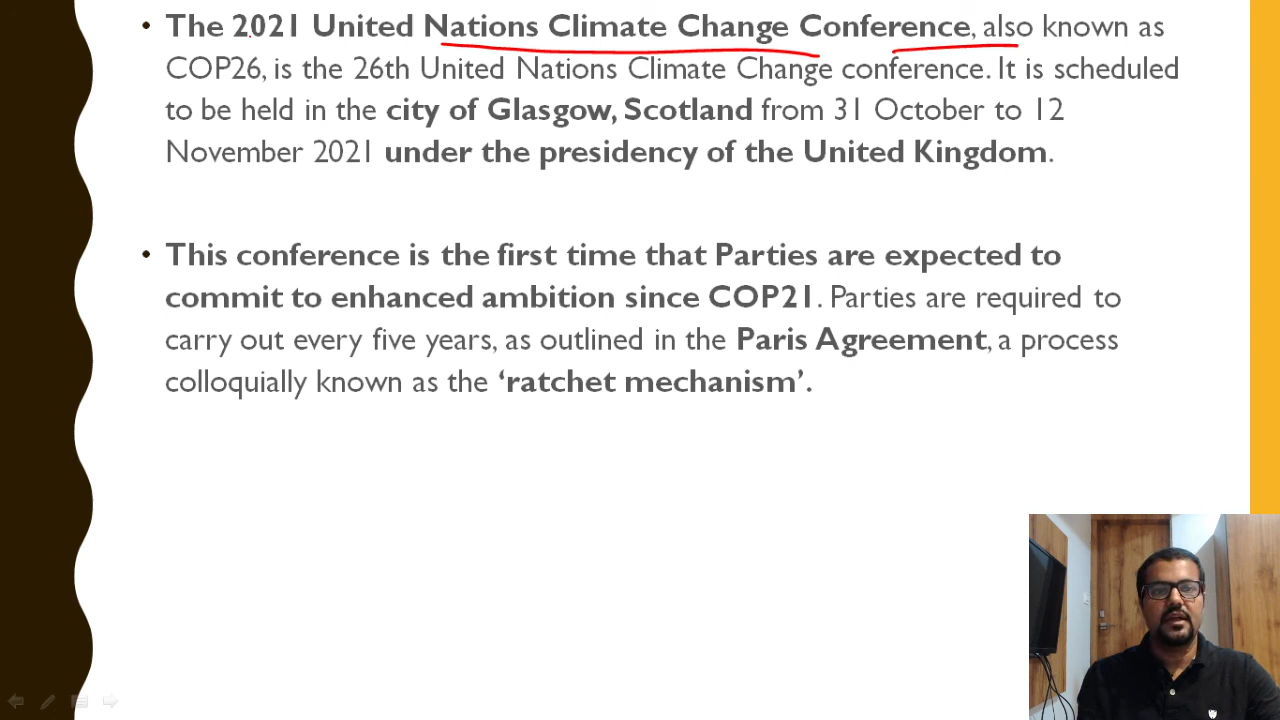 • The 2021 United Nations Climate Change Conference, also known as
COP26, is the 26th United Nations Climate Change conference. It is scheduled
to be held in the city of Glasgow, Scotland from 31 October to 12
November 2021 under the presidency of the United Kingdom.
• This conference is the first time that Parties are expected to
commit to enhanced ambition since COP21. Parties are required to
carry out every five years, as outlined in the Paris Agreement, a process
colloquially known as the ‘ratchet mechanism’.